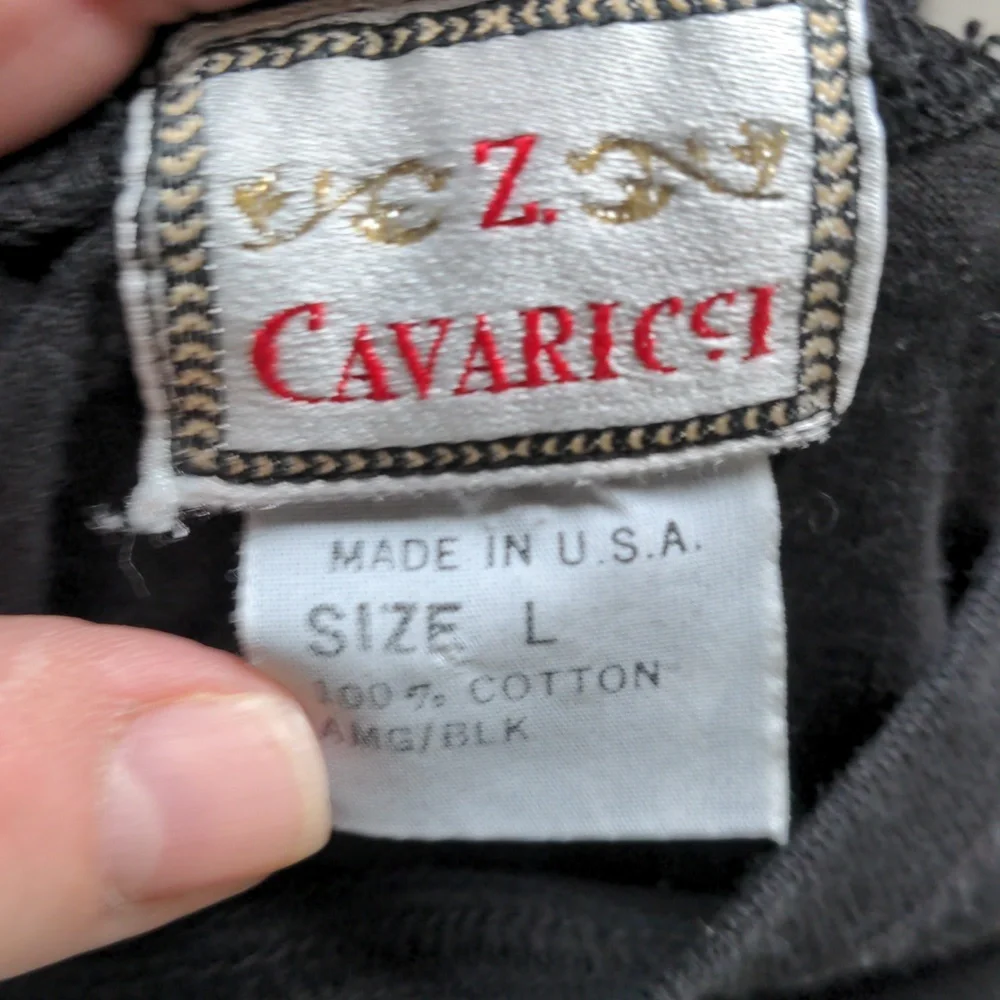 Z.
CAVARICCI
MADE IN U.S.A.
SIZE L
100% COTTON
AMG/BLK